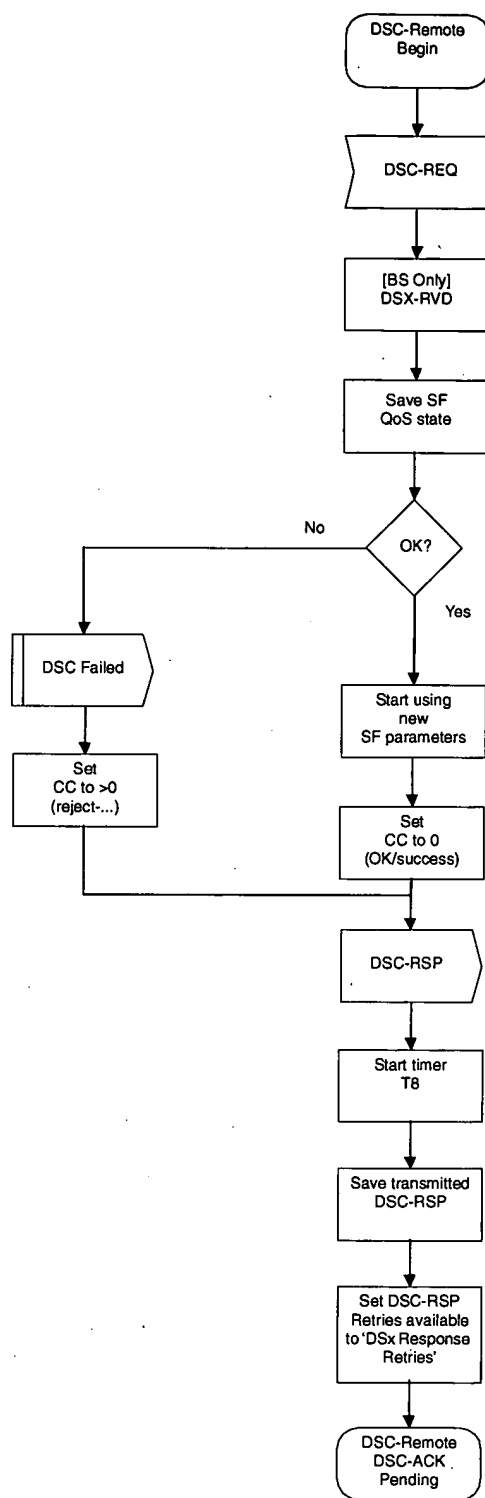 DSC-Remote
Begin
DSC-REQ
[BS Only]
DSX-RVD
Save SF
QoS state
OK?
No
Yes
DSC Failed
Set
CC to >0
(reject-...)
Start using
new
SF parameters
Set
CC to 0
(OK/success)
DSC-RSP
Start timer
T8
Save transmitted
DSC-RSP
Set DSC-RSP
Retries available
to 'DSx Response
Retries'
DSC-Remote
DSC-ACK
Pending